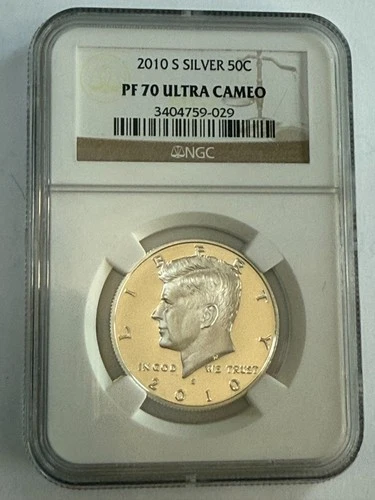 2010 S SILVER 50C
PF 70 ULTRA CAMEO
3404759-029
NGC
LIBERTY
IN GOD WE TRUST
S
2010